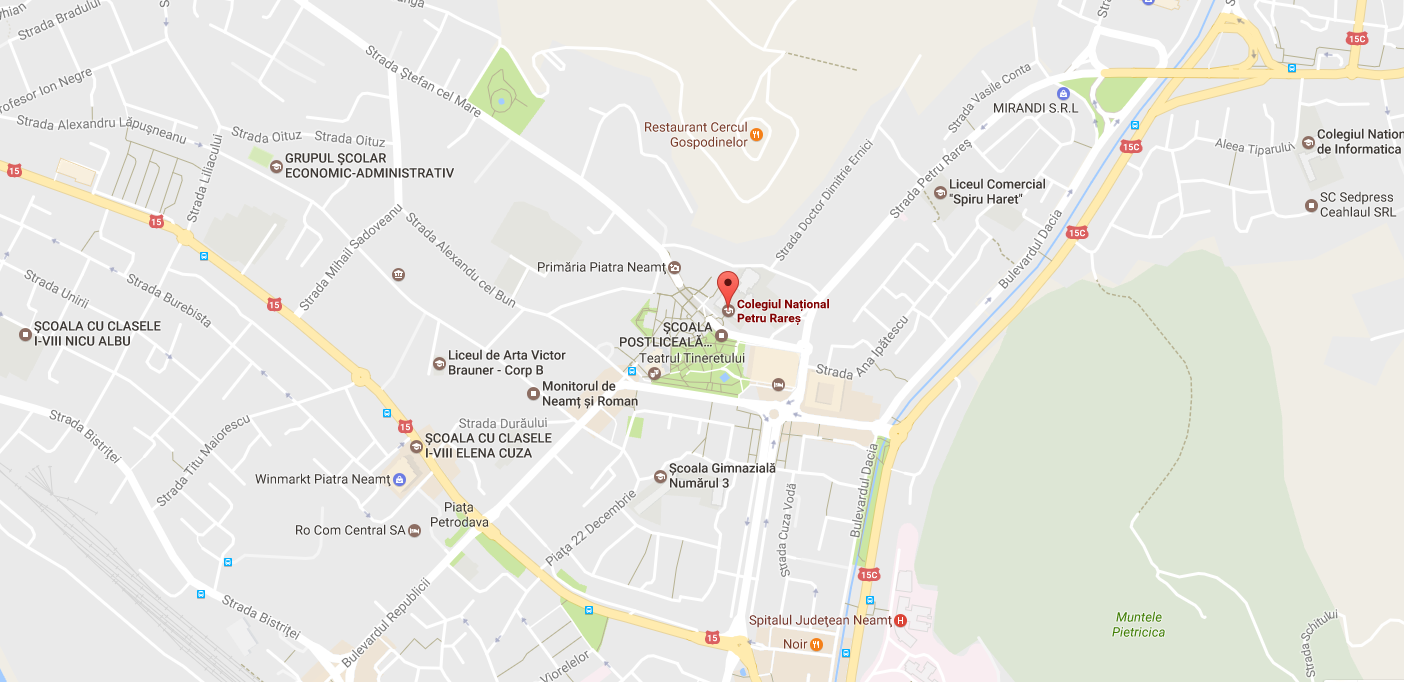 Strada Bradului
Strada Ștefan cel Mare
Strada Vasile Conta
15C
MIRANDI S.R.L
Profesor Ion Negre
Strada Alexandru Lăpușneanu
Strada Oituz
Strada Oituz
Restaurant Cercul
Gospodinelor
Strada Petru Rareș
15C
Aleea Tiparului
Colegiul Nation
de Informatica
GRUPUL ŞCOLAR
ECONOMIC-ADMINISTRATIV
15
Strada Liliacului
Strada Doctor Dimitrie Ernici
Liceul Comercial
"Spiru Haret"
SC Sedpress
Ceahlaul SRL
15
15C
Bulevardul Dacia
Strada Mihail Sadoveanu
Strada Alexandu cel Bun
Primăria Piatra Neamț
Strada Unirii
Strada Burebista
15
Colegiul Național
Petru Rareș
ŞCOALA CU CLASELE
I-VIII NICU ALBU
ŞCOALA
POSTLICEALĂ...
Teatrul Tineretului
Strada Ana Ipătescu
Liceul de Arta Victor
Brauner - Corp B
Monitorul de
Neamț și Roman
Strada Durăului
15
ŞCOALA CU CLASELE
I-VIII ELENA CUZA
Strada Bistriței
Strada Titu Maiorescu
Winmarkt Piatra Neamț
Școala Gimnazială
Numărul 3
Bulevardul Dacia
Piața
Petrodava
Strada Cuza Vodă
Ro Com Central SA
Piața 22 Decembrie
15C
Strada Bistriței
Bulevardul Republicii
Spitalul Județean Neamț
H
Muntele
Pietricica
15
Noir
Viorelelor
Strada Schitului